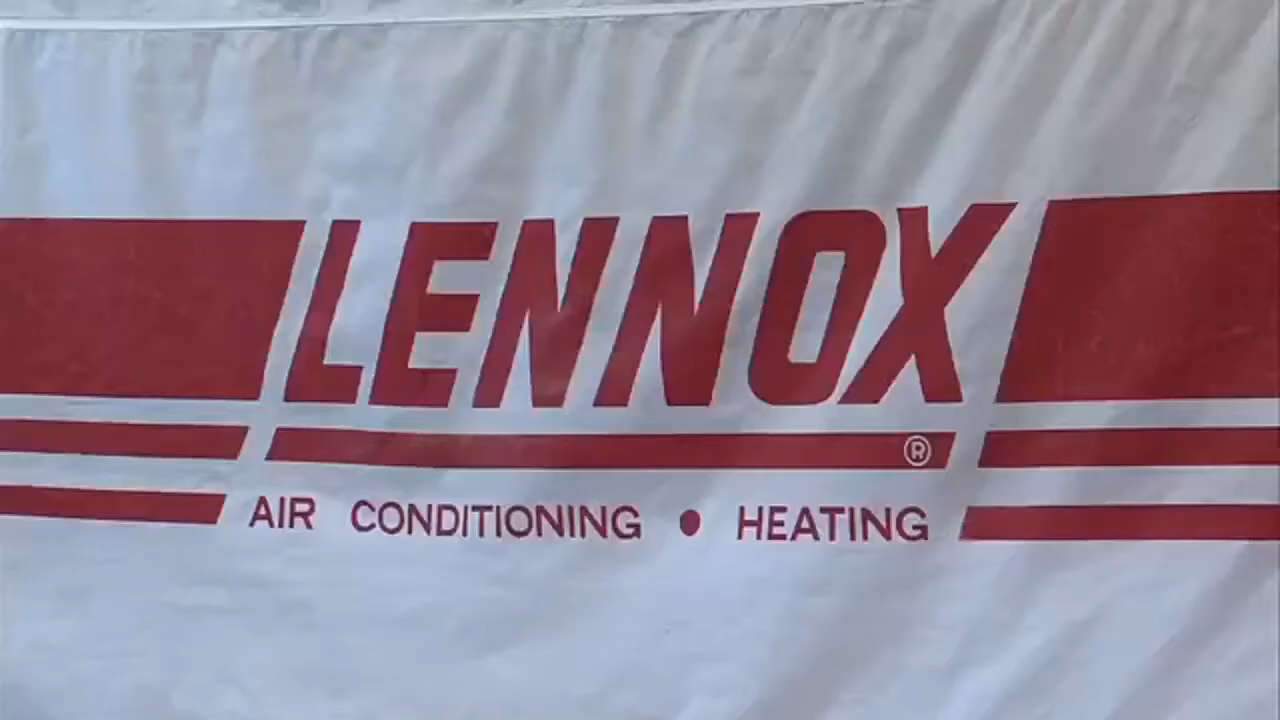 LENNOX
®
AIR CONDITIONING • HEATING